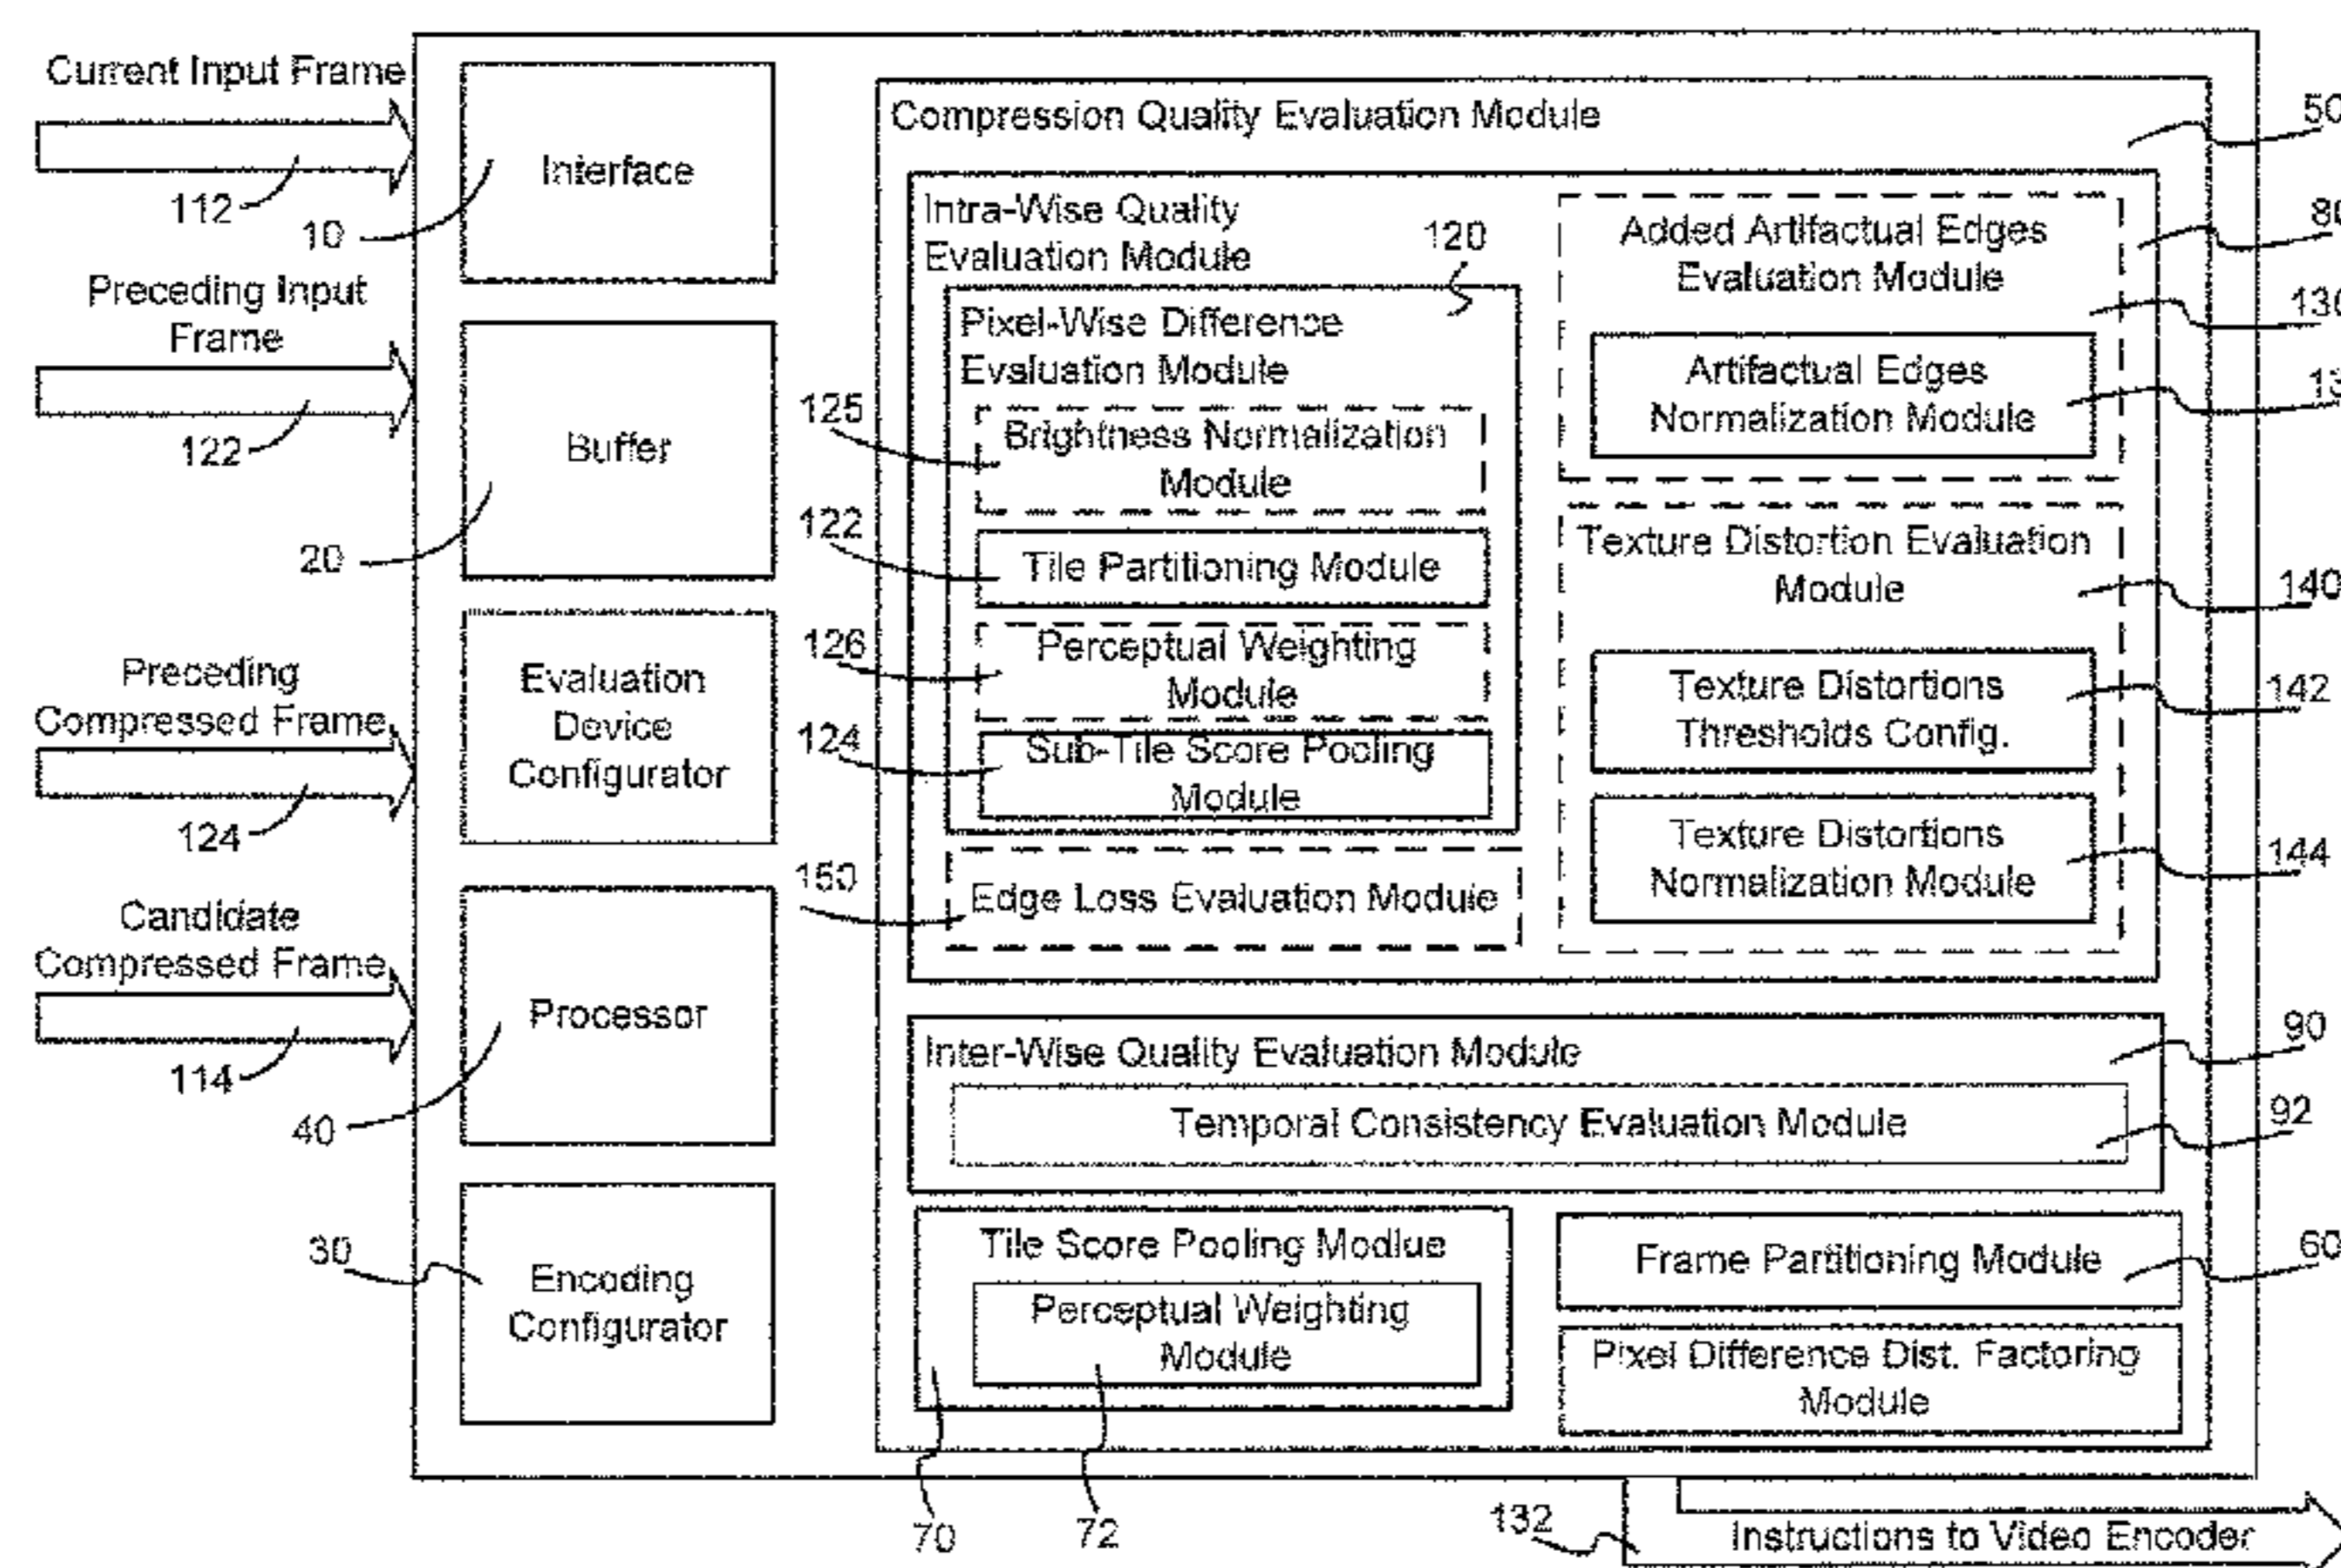 Current Input Frame
112
Preceding Input
Frame
122
Preceding
Compressed Frame
124
Candidate
Compressed Frame
114
Interface
10
Buffer
20
Evaluation
Device
Configurator
Processor
40
Encoding
Configurator
30
Compression Quality Evaluation Module
50
Intra-Wise Quality
Evaluation Module
80
120
Pixel-Wise Difference
Evaluation Module
125
Brightness Normalization
Module
122
Tile Partitioning Module
126
Perceptual Weighting
Module
124
Sub-Tile Score Pooling
Module
150
Edge Loss Evaluation Module
Added Artifactual Edges
Evaluation Module
130
Artifactual Edges
Normalization Module
Texture Distortion Evaluation
Module
140
Texture Distortions
Thresholds Config.
142
Texture Distortions
Normalization Module
144
Inter-Wise Quality Evaluation Module
90
Temporal Consistency Evaluation Module
92
Tile Score Pooling Modlue
Perceptual Weighting
Module
70
72
Frame Partitioning Module
60
Pixel Difference Dist. Factoring
Module
132
Instructions to Video Encoder